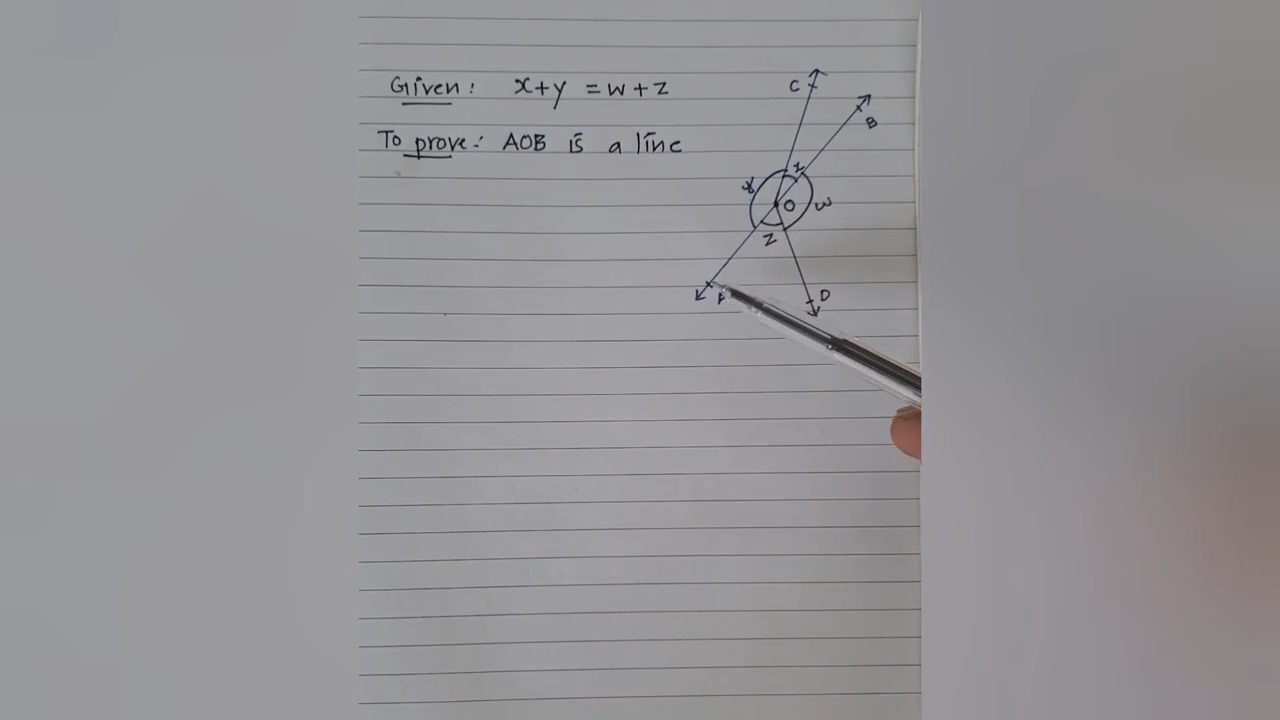 Given: x+y = w+z
C
B
To prove:- AOB is a line
x
y
O
w
z
A
D